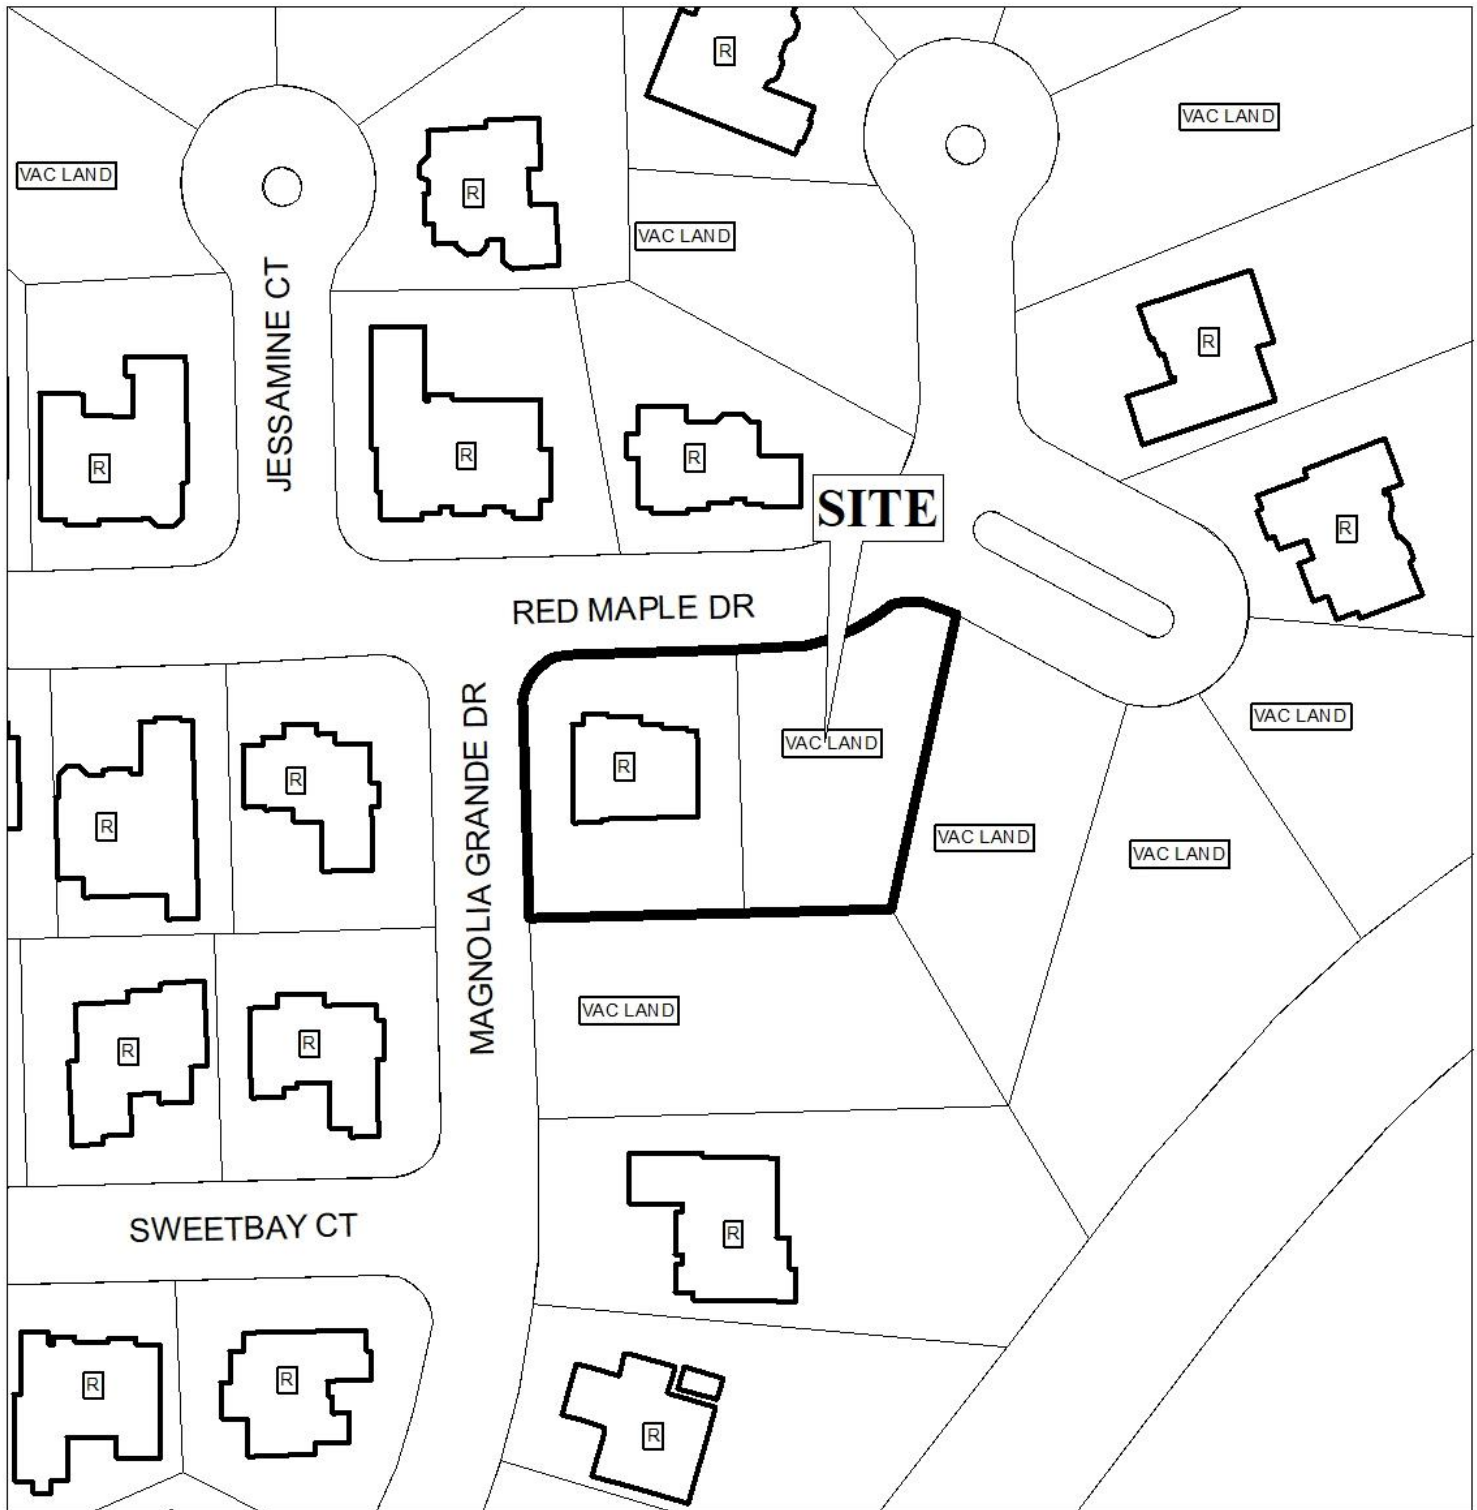 R
VAC LAND
VAC LAND
R
VAC LAND
R
JESSAMINE CT
R
R
R
SITE
R
RED MAPLE DR
VAC LAND
VAC LAND
R
R
R
MAGNOLIA GRANDE DR
VAC LAND
VAC LAND
VAC LAND
R
R
SWEETBAY CT
R
R
R
R